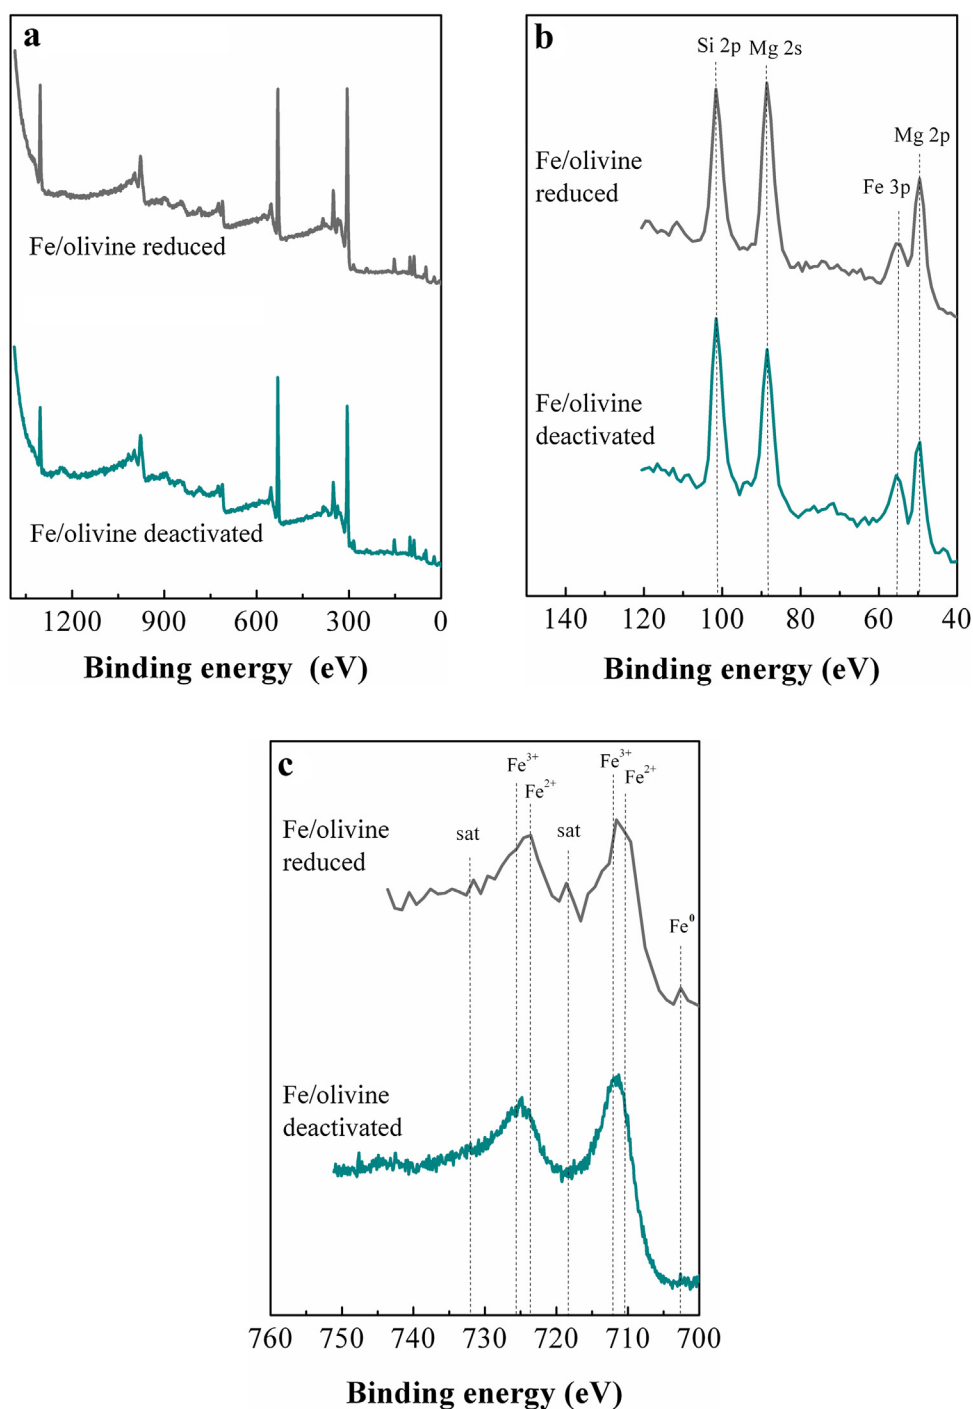 a
Fe/olivine reduced
Fe/olivine deactivated
1200 900 600 300 0
Binding energy (eV)
b
Si 2p Mg 2s
Mg 2p
Fe 3p
Fe/olivine
reduced
Fe/olivine
deactivated
140 120 100 80 60 40
Binding energy (eV)
c
Fe³⁺ Fe³⁺
Fe²⁺ Fe²⁺
sat sat
Fe⁰
Fe/olivine
reduced
Fe/olivine
deactivated
760 750 740 730 720 710 700
Binding energy (eV)